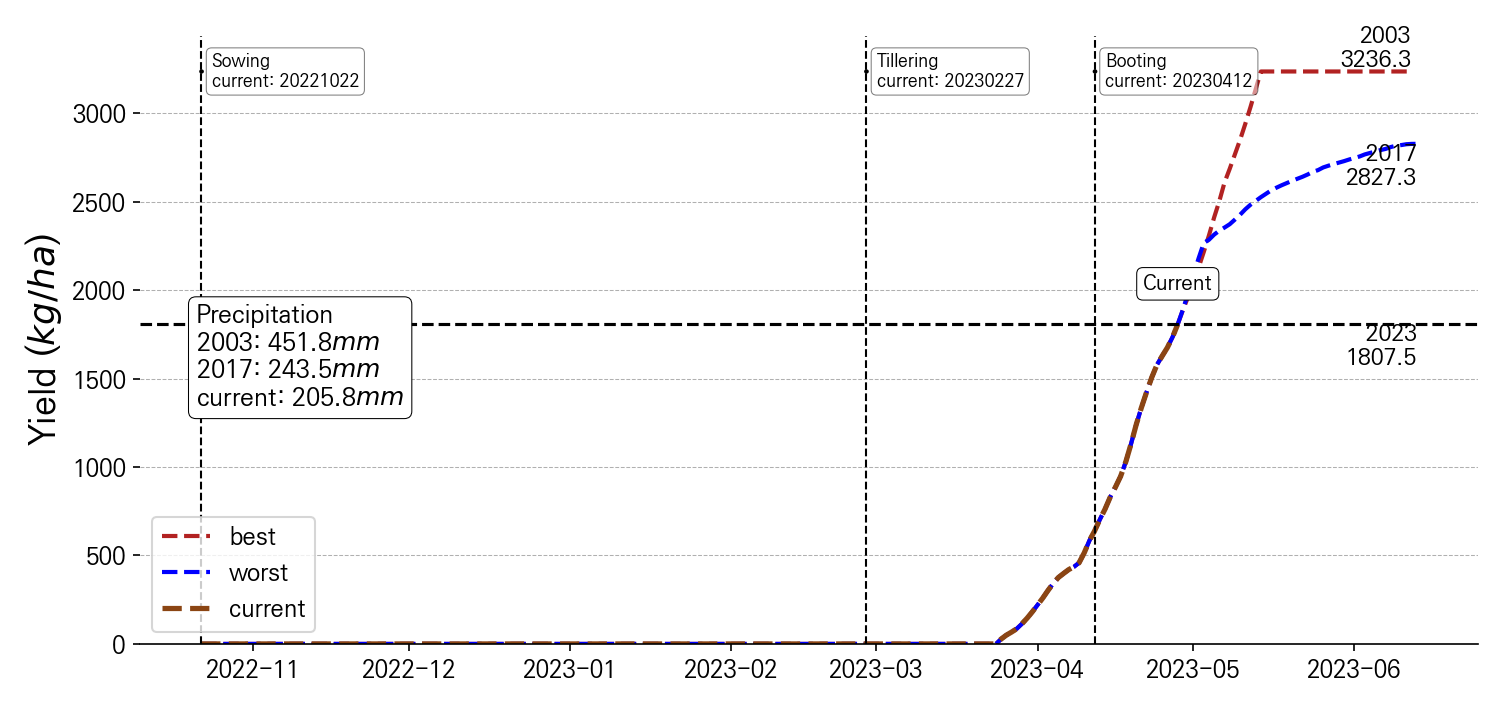 2003
3236.3
Sowing
current: 20221022
Tillering
current: 20230227
Booting
current: 20230412
3000
2017
2827.3
2500
Current
2000
Yield (kg/ha)
Precipitation
2003: 451.8mm
2017: 243.5mm
current: 205.8mm
2023
1807.5
1500
1000
500
0
best
worst
current
2022-11
2022-12
2023-01
2023-02
2023-03
2023-04
2023-05
2023-06